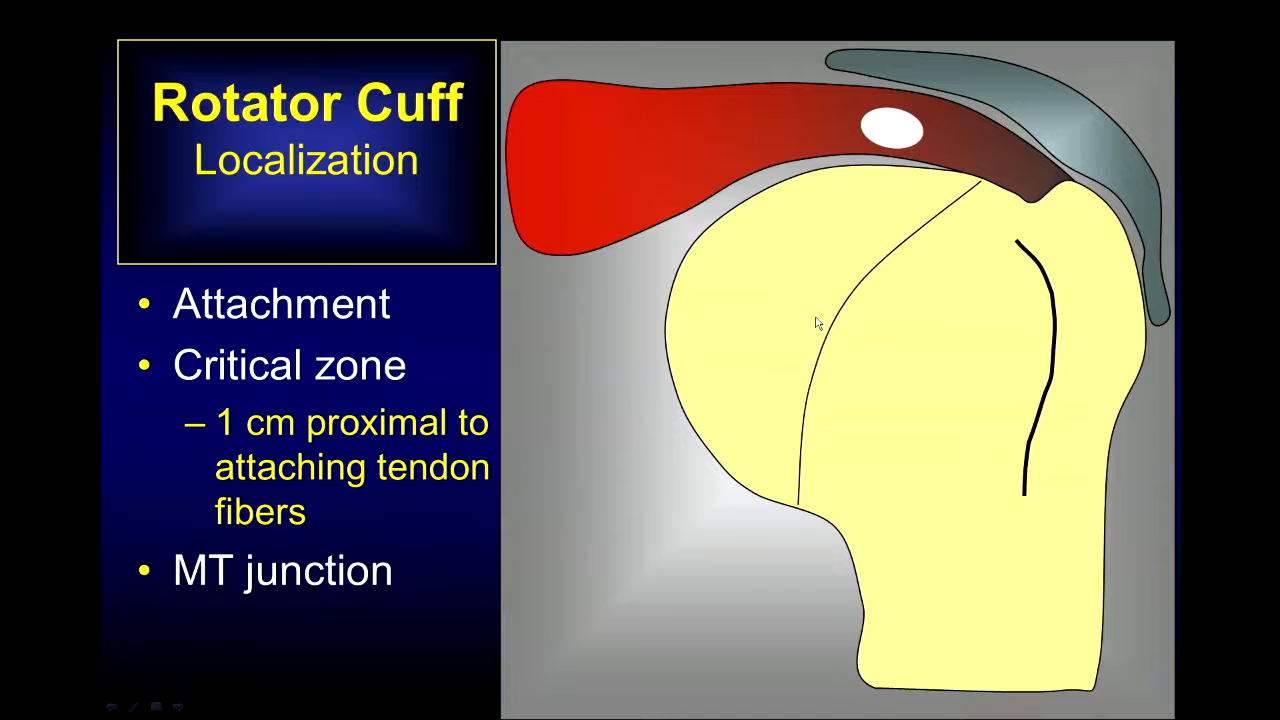 Rotator Cuff
Localization
• Attachment
• Critical zone
– 1 cm proximal to
attaching tendon
fibers
• MT junction